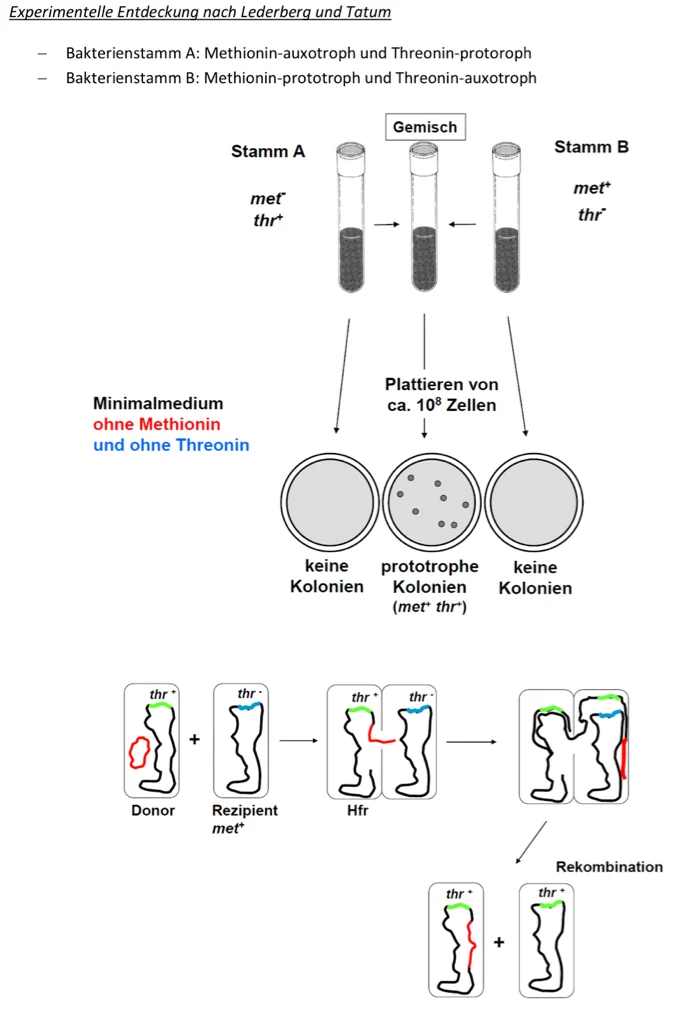 Experimentelle Entdeckung nach Lederberg und Tatum
– Bakterienstamm A: Methionin-auxotroph und Threonin-protoroph
– Bakterienstamm B: Methionin-prototroph und Threonin-auxotroph
Gemisch
Stamm A
Stamm B
met-
thr+
met+
thr-
Plattieren von
ca. 10⁸ Zellen
Minimalmedium
ohne Methionin
und ohne Threonin
keine
Kolonien
prototrophe
Kolonien
(met+ thr+)
keine
Kolonien
thr +
thr -
thr +
thr -
+
Donor
Rezipient
met+
Hfr
Rekombination
thr +
thr +
+